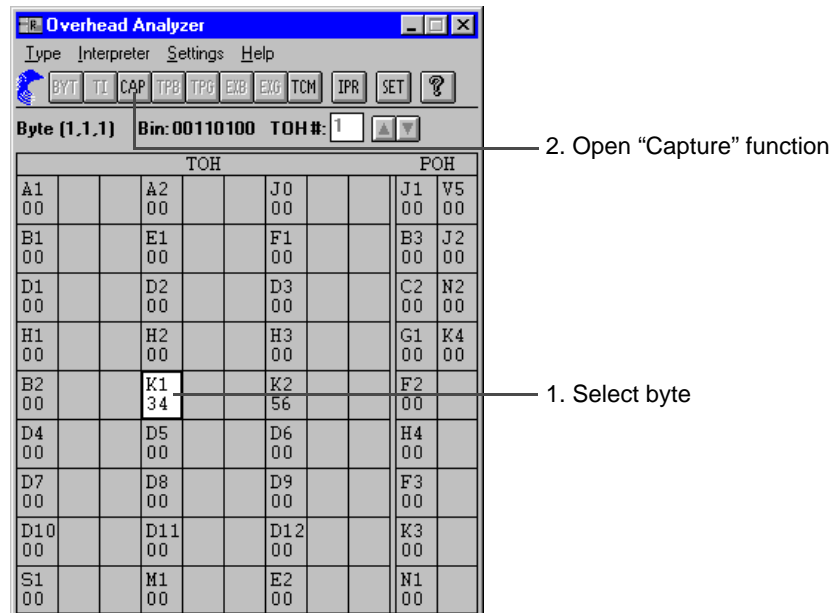 Overhead Analyzer
Type Interpreter Settings Help
BYT TI CAP TPB TPG EXB EXG TCM IPR SET ?
Byte (1,1,1) Bin:00110100 TOH#: 1
2. Open “Capture” function
TOH POH
A1 A2 J0 J1 V5
00 00 00 00 00
B1 E1 F1 B3 J2
00 00 00 00 00
D1 D2 D3 C2 N2
00 00 00 00 00
H1 H2 H3 G1 K4
00 00 00 00 00
B2 K1 K2 F2
00 34 56 00
1. Select byte
D4 D5 D6 H4
00 00 00 00
D7 D8 D9 F3
00 00 00 00
D10 D11 D12 K3
00 00 00 00
S1 M1 E2 N1
00 00 00 00